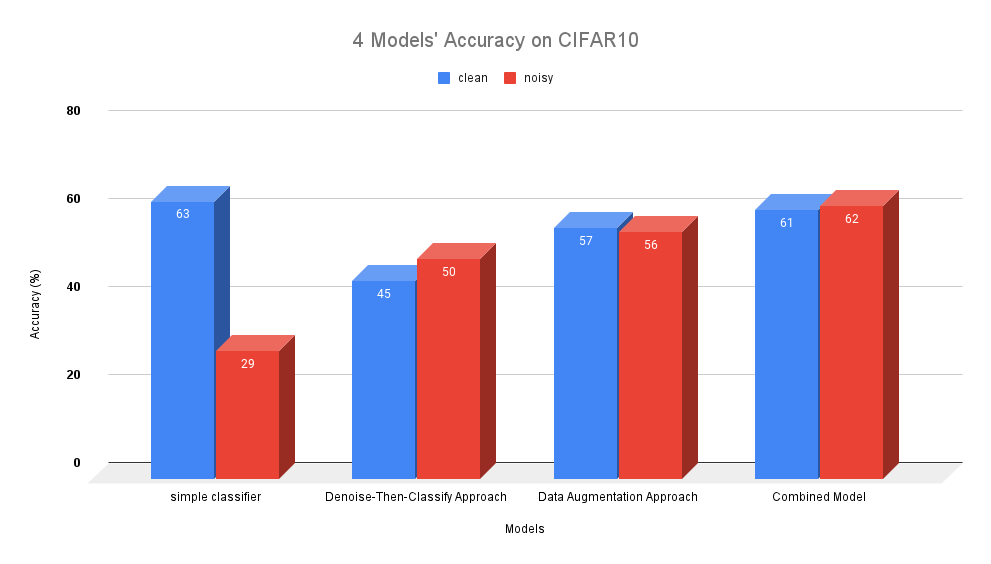 4 Models' Accuracy on CIFAR10
clean noisy
80
60
40
20
0
Accuracy (%)
63
29
45
50
57
56
61
62
simple classifier
Denoise-Then-Classify Approach
Data Augmentation Approach
Combined Model
Models